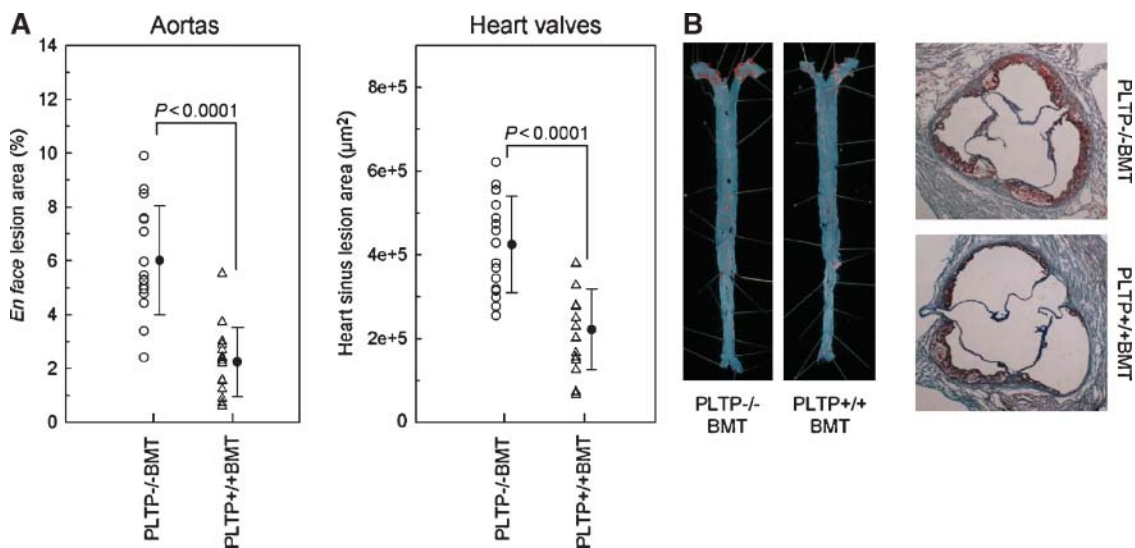 A
Aortas
14
12
10
8
6
4
2
0
En face lesion area (%)
P<0.0001
PLTP-/-BMT
PLTP+/+BMT
Heart valves
8e+5
6e+5
4e+5
2e+5
0
Heart sinus lesion area (µm²)
P<0.0001
PLTP-/-BMT
PLTP+/+BMT
B
PLTP-/-
BMT
PLTP+/+
BMT
PLTP-/-BMT
PLTP+/+BMT